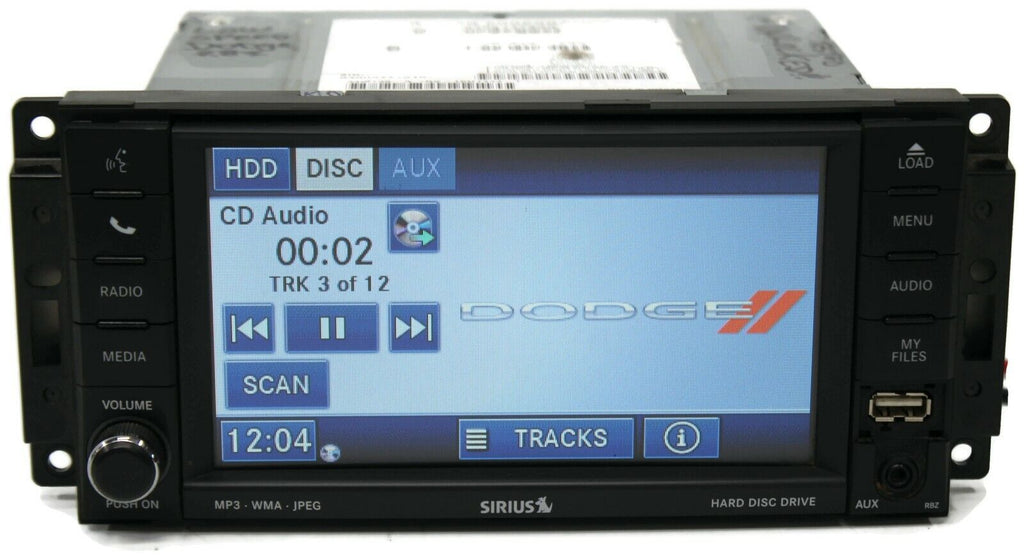 LOAD
HDD DISC AUX
CD Audio
00:02
TRK 3 of 12
MENU
RADIO
AUDIO
DODGE
MEDIA
MY
FILES
SCAN
VOLUME
12:04 TRACKS i
PUSH ON
MP3 · WMA · JPEG
SIRIUS
HARD DISC DRIVE
AUX
RBZ